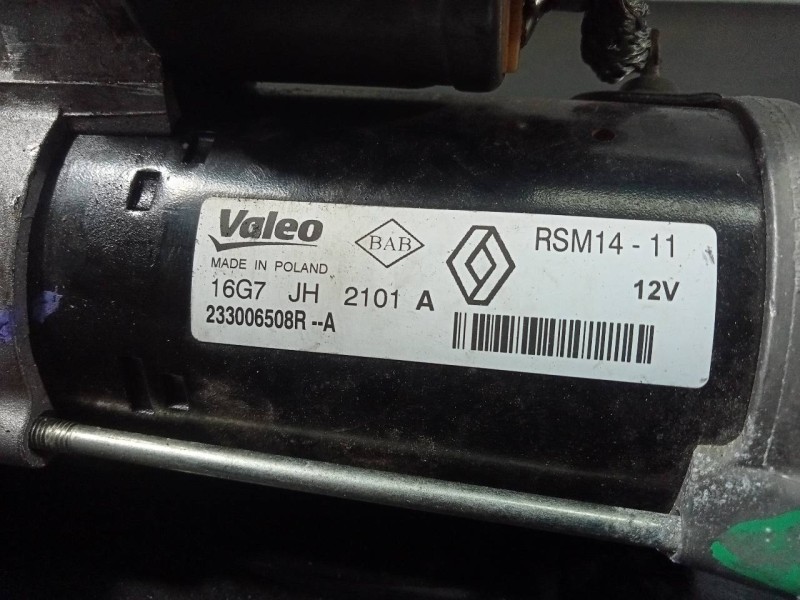 Valeo
BAB
RSM14 - 11
MADE IN POLAND
12V
16G7 JH 2101 A
233006508R --A